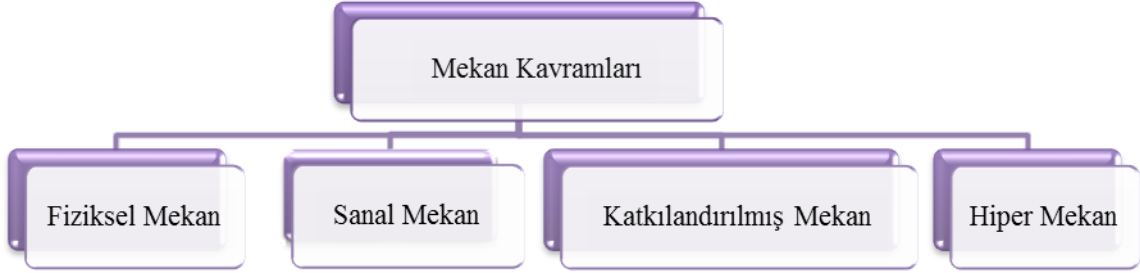 Mekan Kavramları
Fiziksel Mekan
Sanal Mekan
Katkılandırılmış Mekan
Hiper Mekan